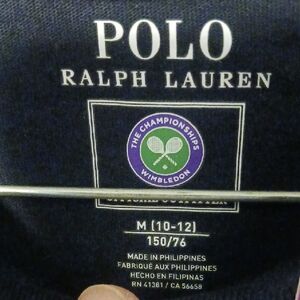 POLO
RALPH LAUREN
THE CHAMPIONSHIPS
WIMBLEDON
M (10-12)
150/76
MADE IN PHILIPPINES
FABRIQUÉ AUX PHILIPPINES
HECHO EN FILIPINAS
RN 41381 / CA 56658